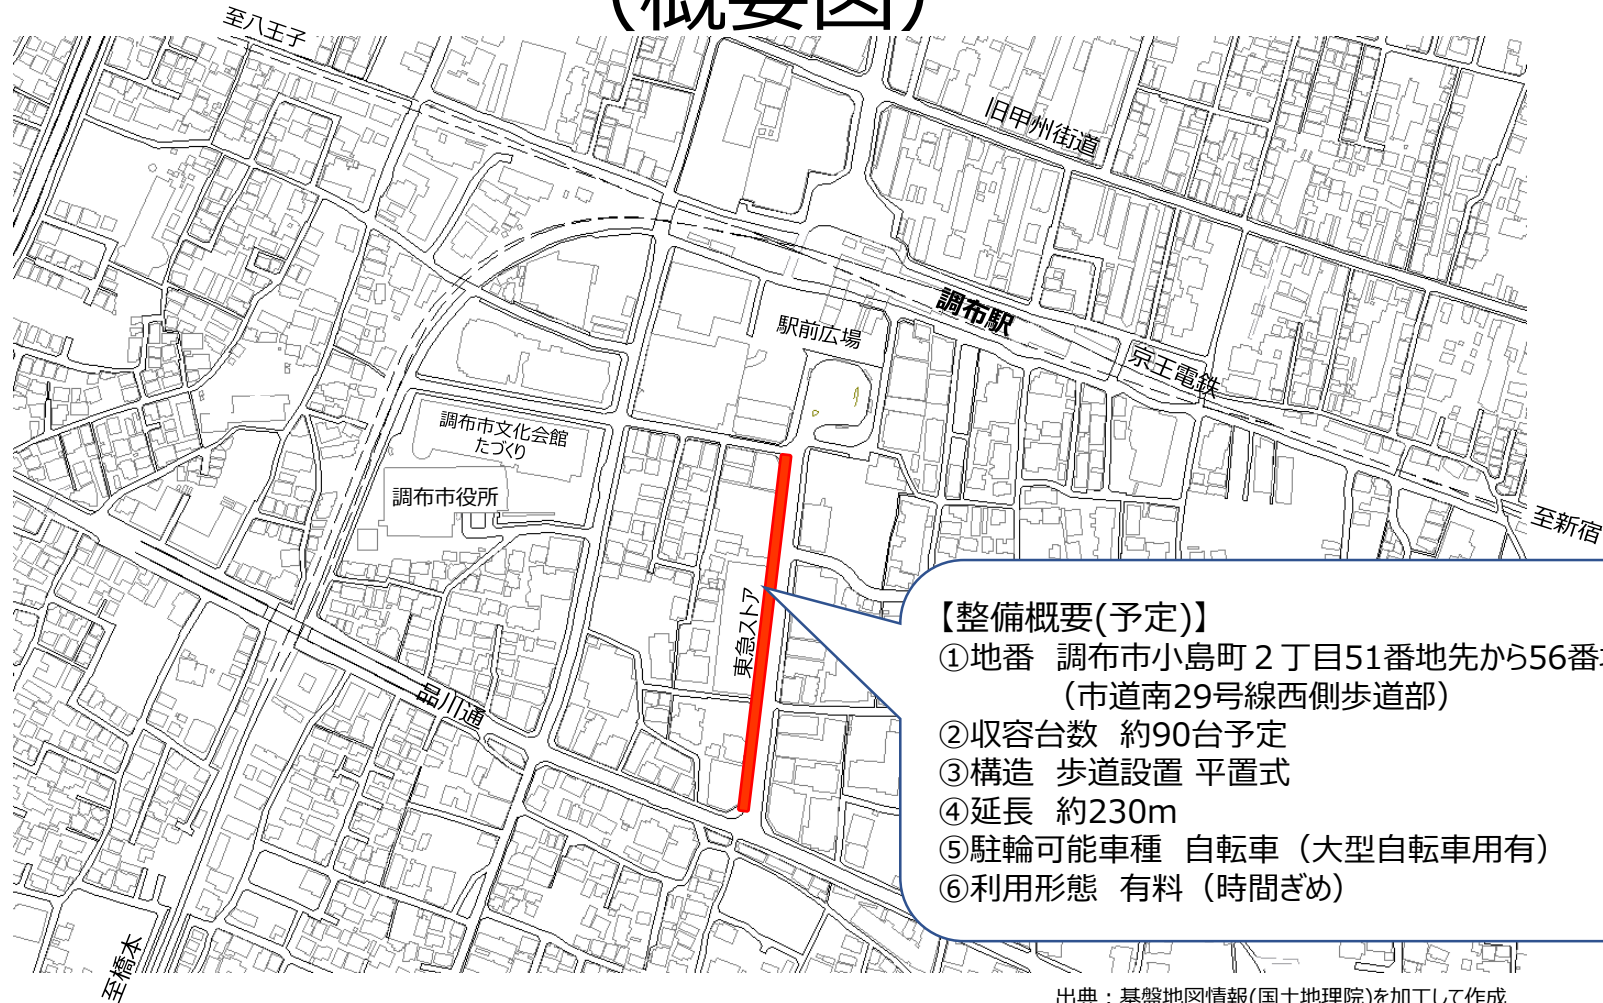 （概要図）
至八王子
旧甲州街道
調布駅
駅前広場
京王電鉄
調布市文化会館
たづくり
調布市役所
至新宿
東急ストア
品川通
至橋本
【整備概要(予定)】
①地番 調布市小島町２丁目51番地先から56番
（市道南29号線西側歩道部）
②収容台数 約90台予定
③構造 歩道設置 平置式
④延長 約230m
⑤駐輪可能車種 自転車（大型自転車用有）
⑥利用形態 有料（時間ぎめ）
出典：基盤地図情報(国土地理院)を加工して作成